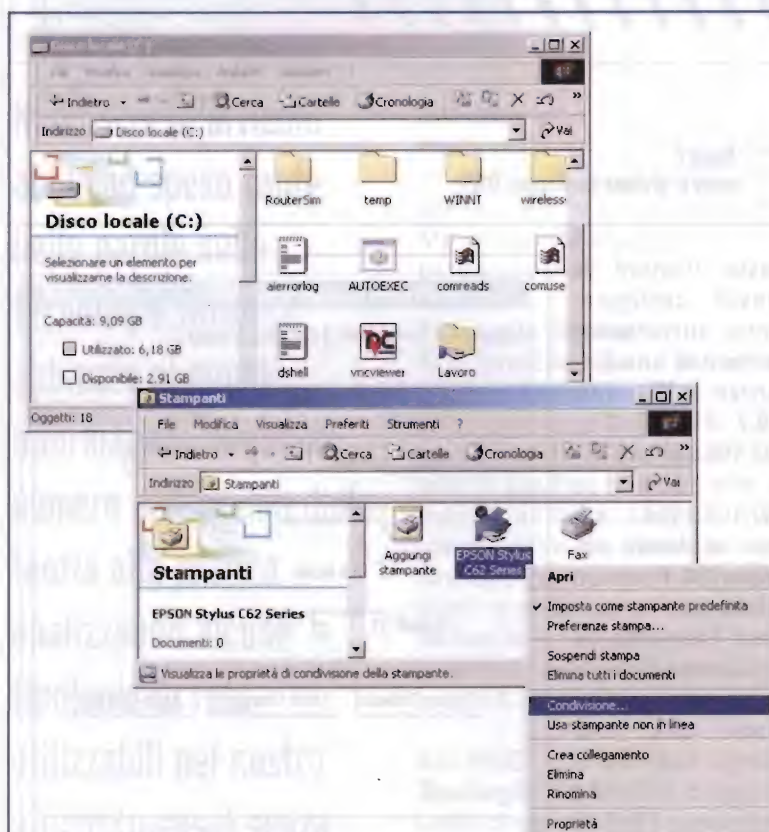 Disco locale (C:)
Indietro Cerca Cartelle Cronologia »
Indirizzo Disco locale (C:) Vai
Disco locale (C:)
Selezionare un elemento per
visualizzarne la descrizione.
Capacità: 9,09 GB
Utilizzato: 6,18 GB
Disponibile: 2,91 GB
RouterSim temp WINNT wireless
aierrorlog AUTOEXEC comreads comuse
dshell vncviewer Lavoro
Oggetti: 18
Stampanti
File Modifica Visualizza Preferiti Strumenti ?
Indietro Cerca Cartelle Cronologia »
Indirizzo Stampanti Vai
Stampanti
EPSON Stylus C62 Series
Documenti: 0
Aggiungi
stampante
EPSON Stylus
C62 Series
Fax
Visualizza le proprietà di condivisione della stampante.
Apri
Imposta come stampante predefinita
Preferenze stampa...
Sospendi stampa
Elimina tutti i documenti
Condivisione...
Usa stampante non in linea
Crea collegamento
Elimina
Rinomina
Proprietà